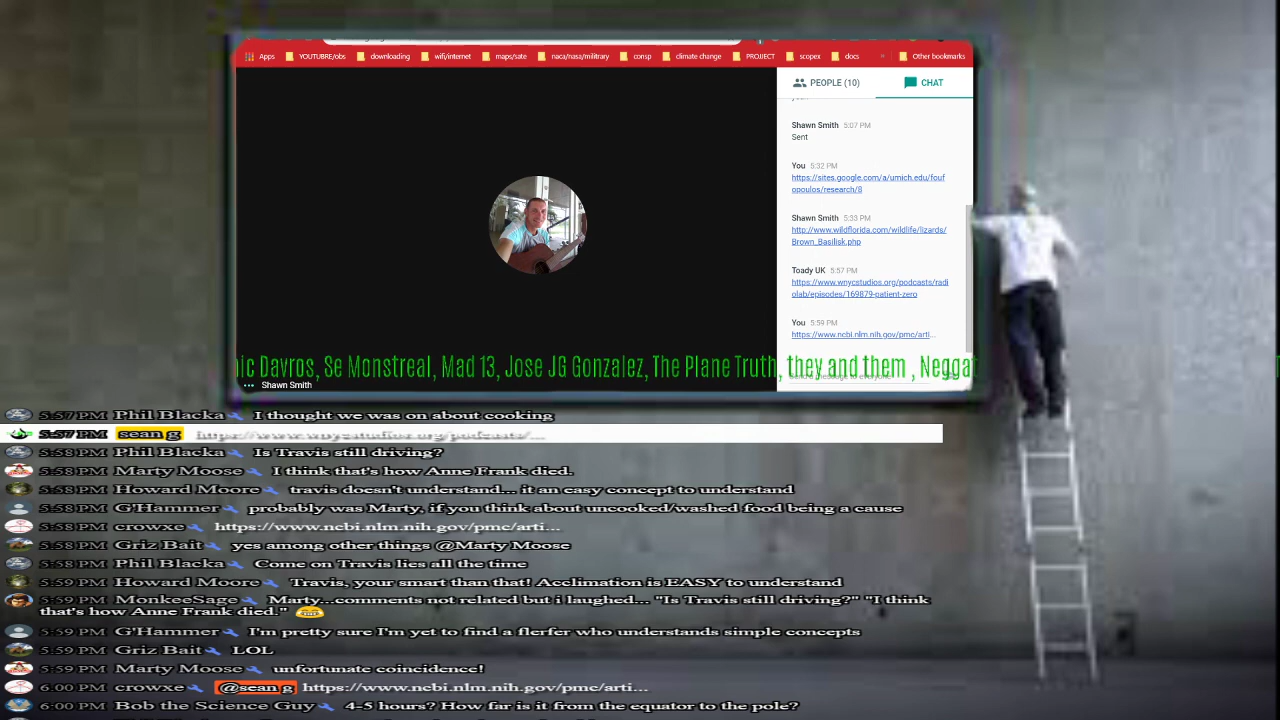 Apps YOUTUBRE/obs downloading wifi/internet maps/sate naca/nasa/militrary consp climate change PROJECT scopex docs Other bookmarks
PEOPLE (10) CHAT
Shawn Smith 5:07 PM
Sent
You 5:32 PM
https://sites.google.com/a/umich.edu/fouf
opoulos/research/8
Shawn Smith 5:33 PM
http://www.wildflorida.com/wildlife/lizards/
Brown_Basilisk.php
Toady UK 5:57 PM
https://www.wnycstudios.org/podcasts/radi
olab/episodes/169879-patient-zero
You 5:59 PM
https://www.ncbi.nlm.nih.gov/pmc/arti...
ic Davros, Se Monstreal, Mad 13, Jose JG Gonzalez, The Plane Truth, they and them , Neggat
Shawn Smith
5:57 PM Phil Blacka I thought we was on about cooking
5:57 PM sean g https://www.wnycstudios.org/podcasts/...
5:58 PM Phil Blacka Is Travis still driving?
5:58 PM Marty Moose I think that's how Anne Frank died.
5:58 PM Howard Moore travis doesn't understand... it an easy concept to understand
5:58 PM G'Hammer probably was Marty, if you think about uncooked/washed food being a cause
5:58 PM crowxe https://www.ncbi.nlm.nih.gov/pmc/arti...
5:58 PM Griz Bait yes among other things @Marty Moose
5:58 PM Phil Blacka Come on Travis lies all the time
5:59 PM Howard Moore Travis, your smart than that! Acclimation is EASY to understand
5:59 PM MonkeeSage Marty...comments not related but i laughed... "Is Travis still driving?" "I think
that's how Anne Frank died." 😂
5:59 PM G'Hammer I'm pretty sure I'm yet to find a flerfer who understands simple concepts
5:59 PM Griz Bait LOL
5:59 PM Marty Moose unfortunate coincidence!
6:00 PM crowxe @sean g https://www.ncbi.nlm.nih.gov/pmc/arti...
6:00 PM Bob the Science Guy 4-5 hours? How far is it from the equator to the pole?